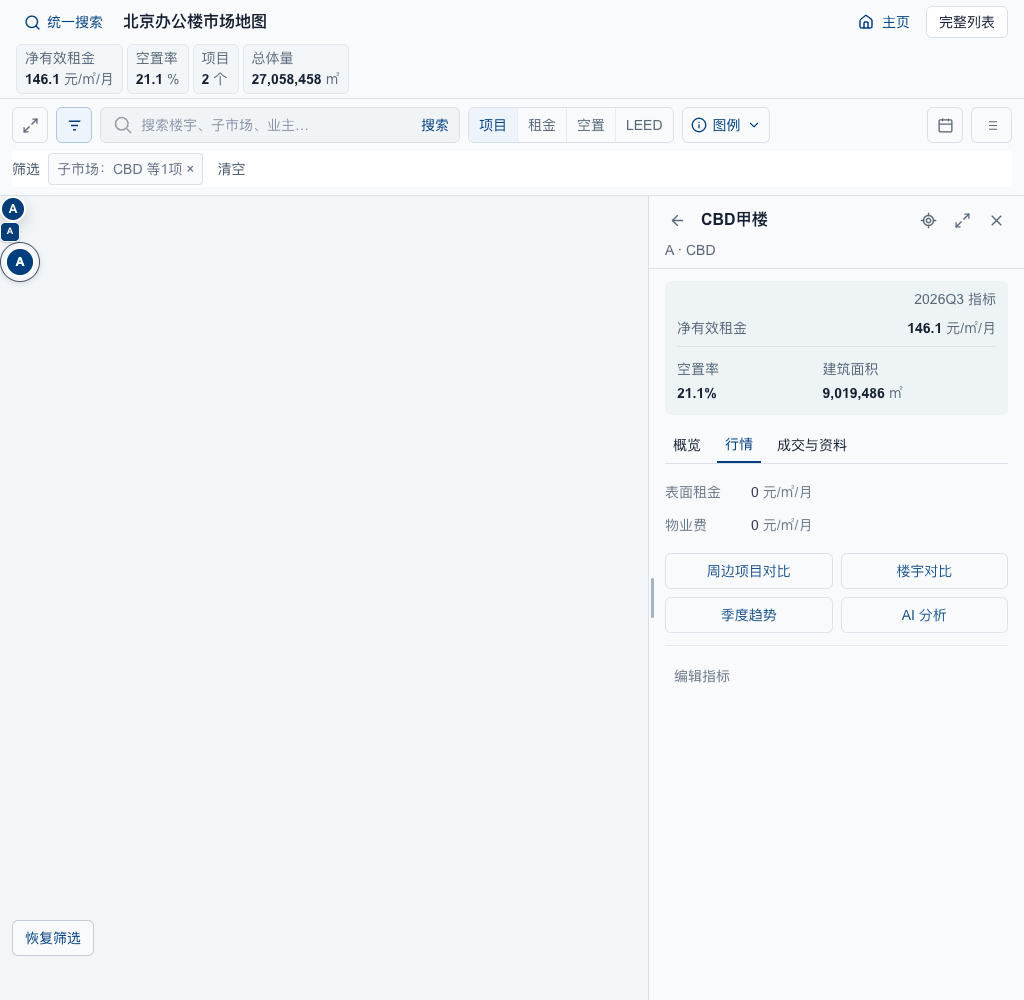 统一搜索 北京办公楼市场地图 主页 完整列表
净有效租金 空置率 项目 总体量
146.1 元/㎡/月 21.1 % 2 个 27,058,458 ㎡
搜索楼宇、子市场、业主… 搜索 项目 租金 空置 LEED 图例
筛选 子市场：CBD 等1项 × 清空
A
A
A
CBD甲楼
A · CBD
2026Q3 指标
净有效租金 146.1 元/㎡/月
空置率 建筑面积
21.1% 9,019,486 ㎡
概览 行情 成交与资料
表面租金 0 元/㎡/月
物业费 0 元/㎡/月
周边项目对比 楼宇对比
季度趋势 AI 分析
编辑指标
恢复筛选